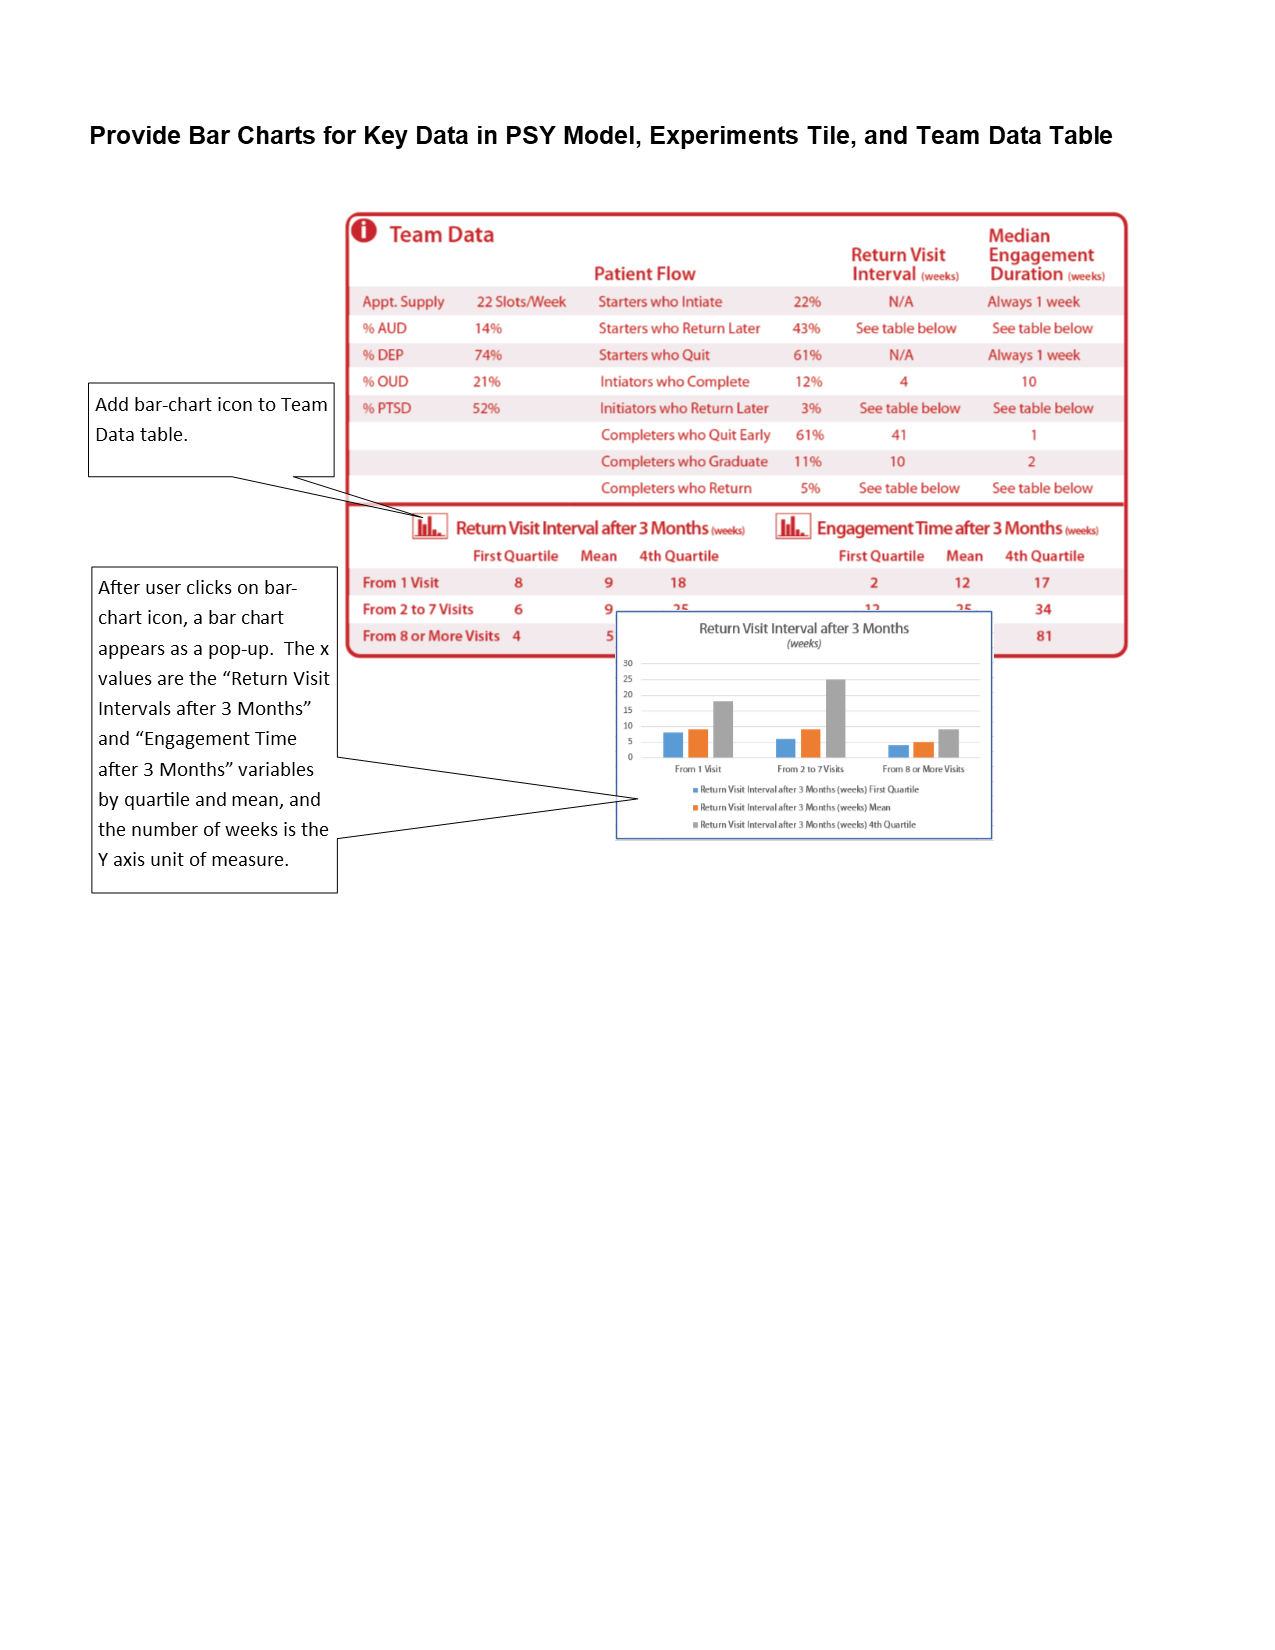 Provide Bar Charts for Key Data in PSY Model, Experiments Tile, and Team Data Table
i Team Data
Patient Flow
Return Visit
Interval (weeks)
Median
Engagement
Duration (weeks)
Appt. Supply 22 Slots/Week Starters who Intiate 22% N/A Always 1 week
% AUD 14% Starters who Return Later 43% See table below See table below
% DEP 74% Starters who Quit 61% N/A Always 1 week
% OUD 21% Intiators who Complete 12% 4 10
% PTSD 52% Initiators who Return Later 3% See table below See table below
Completers who Quit Early 61% 41 1
Completers who Graduate 11% 10 2
Completers who Return 5% See table below See table below
Return Visit Interval after 3 Months (weeks) Engagement Time after 3 Months (weeks)
First Quartile Mean 4th Quartile First Quartile Mean 4th Quartile
From 1 Visit 8 9 18 2 12 17
From 2 to 7 Visits 6 9 25 12 25 34
From 8 or More Visits 4 5 81
Add bar-chart icon to Team
Data table.
After user clicks on bar-
chart icon, a bar chart
appears as a pop-up.  The x
values are the “Return Visit
Intervals after 3 Months”
and “Engagement Time
after 3 Months” variables
by quartile and mean, and
the number of weeks is the
Y axis unit of measure.
Return Visit Interval after 3 Months
(weeks)
30
25
20
15
10
5
0
From 1 Visit From 2 to 7 Visits From 8 or More Visits
Return Visit Interval after 3 Months (weeks) First Quartile
Return Visit Interval after 3 Months (weeks) Mean
Return Visit Interval after 3 Months (weeks) 4th Quartile